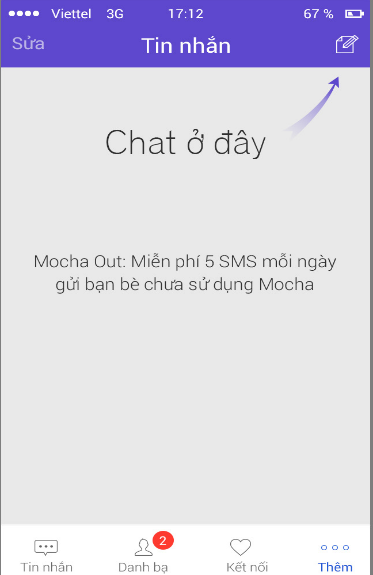 Viettel 3G 17:12 67 %
Sửa Tin nhắn
Chat ở đây
Mocha Out: Miễn phí 5 SMS mỗi ngày
gửi bạn bè chưa sử dụng Mocha
2
Tin nhắn Danh bạ Kết nối Thêm